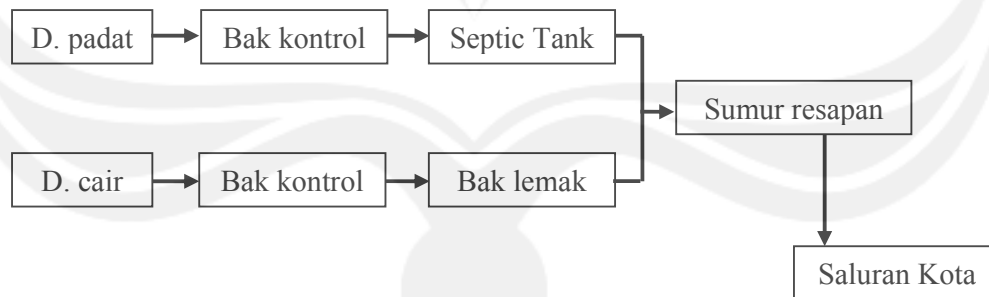 D. padat
Bak kontrol
Septic Tank
Sumur resapan
D. cair
Bak kontrol
Bak lemak
Saluran Kota